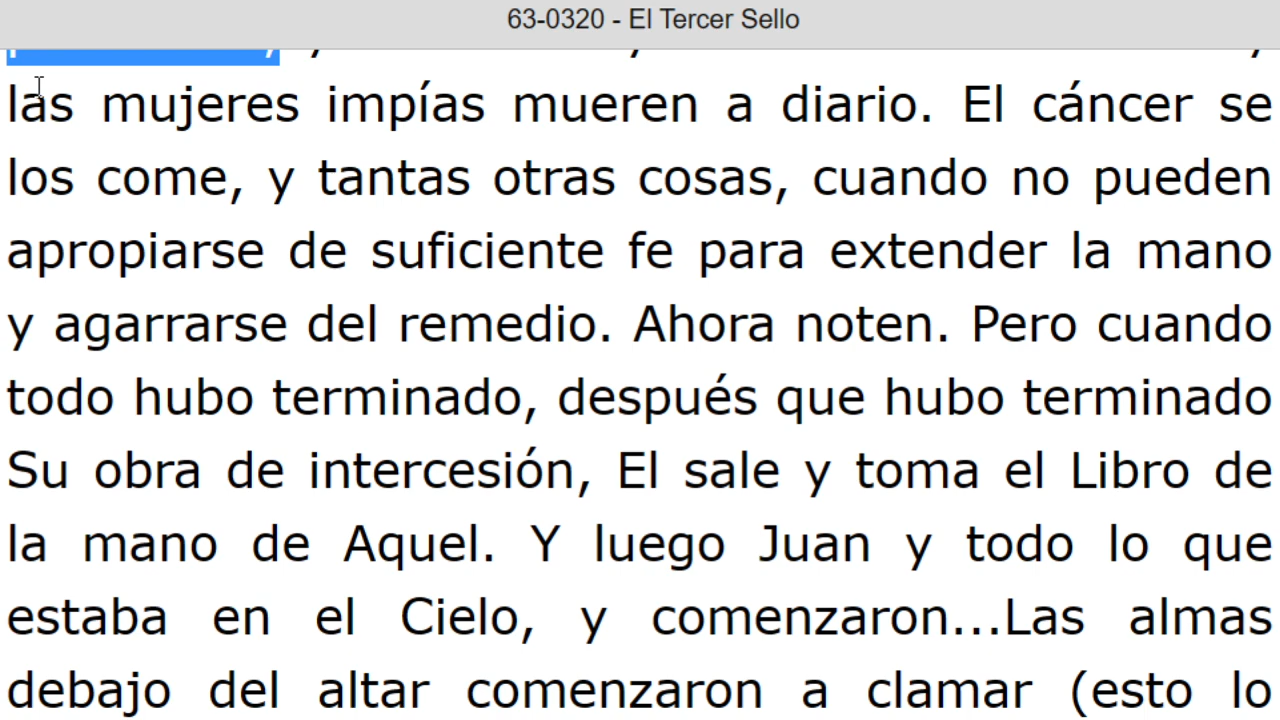 63-0320 - El Tercer Sello
las mujeres impías mueren a diario. El cáncer se
los come, y tantas otras cosas, cuando no pueden
apropiarse de suficiente fe para extender la mano
y agarrarse del remedio. Ahora noten. Pero cuando
todo hubo terminado, después que hubo terminado
Su obra de intercesión, El sale y toma el Libro de
la mano de Aquel. Y luego Juan y todo lo que
estaba en el Cielo, y comenzaron...Las almas
debajo del altar comenzaron a clamar (esto lo